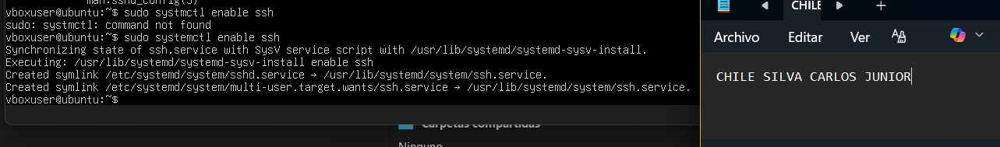 man:sshd_config(5)
vboxuser@ubuntu:~$ sudo systmctl enable ssh
sudo: systmctl: command not found
vboxuser@ubuntu:~$ sudo systemctl enable ssh
Synchronizing state of ssh.service with SysV service script with /usr/lib/systemd/systemd-sysv-install.
Executing: /usr/lib/systemd/systemd-sysv-install enable ssh
Created symlink /etc/systemd/system/sshd.service → /usr/lib/systemd/system/ssh.service.
Created symlink /etc/systemd/system/multi-user.target.wants/ssh.service → /usr/lib/systemd/system/ssh.service.
vboxuser@ubuntu:~$
Carpetas compartidas
Ninguno
CHILE
Archivo Editar Ver
CHILE SILVA CARLOS JUNIOR